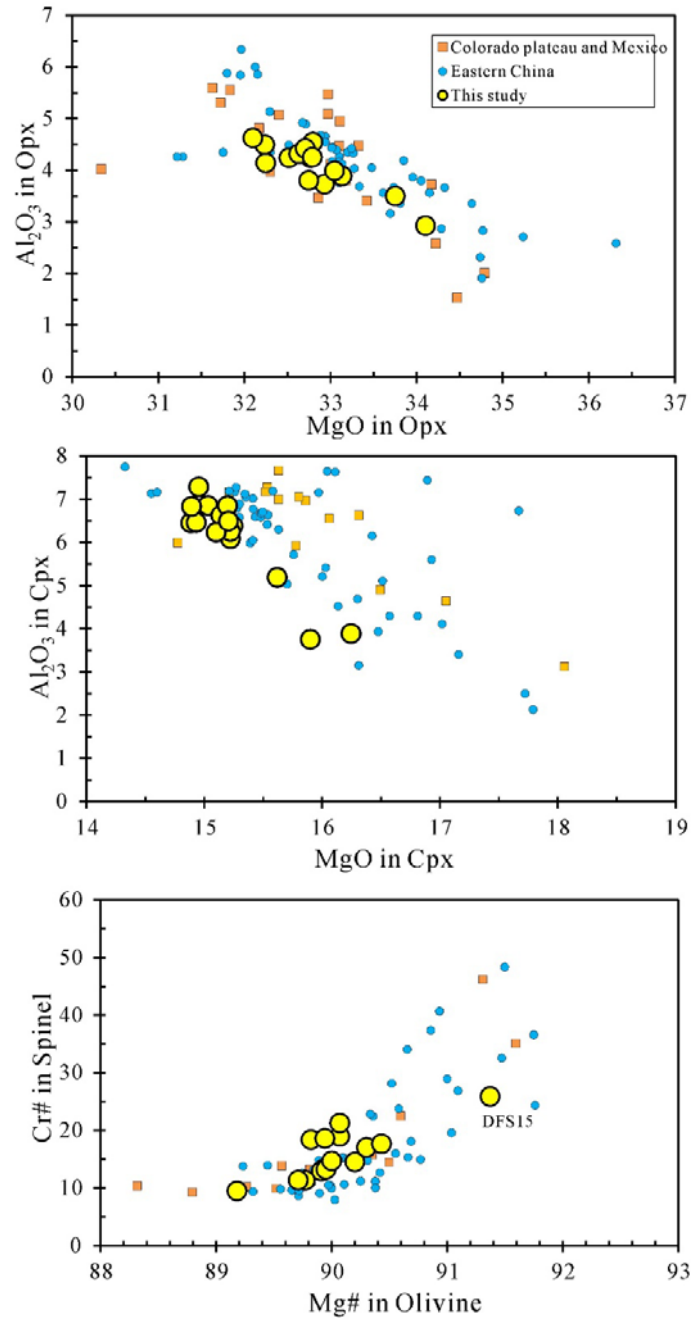 7
6
5
4
3
2
1
0
Al₂O₃ in Opx
Colorado plateau and Mexico
Eastern China
This study
30 31 32 33 34 35 36 37
MgO in Opx
8
7
6
5
4
3
2
1
0
Al₂O₃ in Cpx
14 15 16 17 18 19
MgO in Cpx
60
50
40
30
20
10
0
Cr# in Spinel
DFS15
88 89 90 91 92 93
Mg# in Olivine